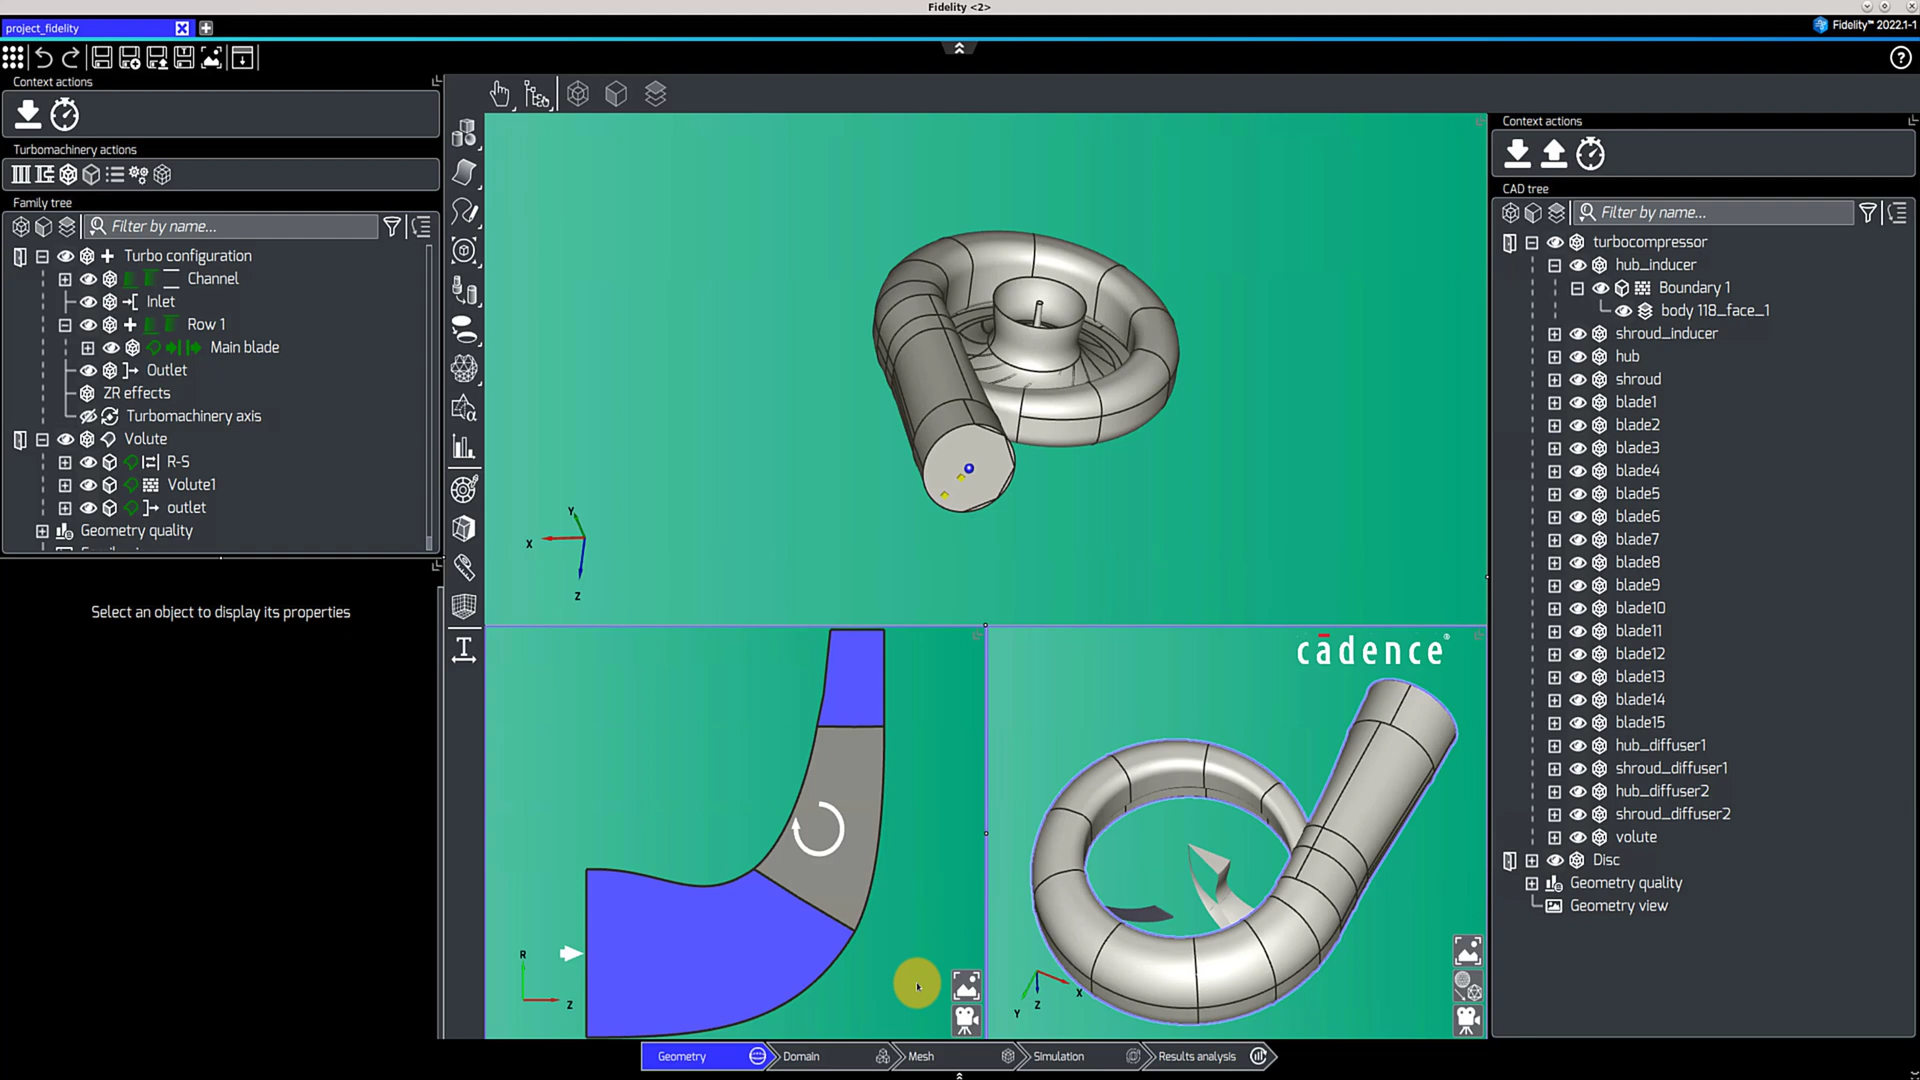 Fidelity <2>
project_fidelity
Fidelity™ 2022.1-1
Context actions
Turbomachinery actions
Family tree
Filter by name...
Turbo configuration
Channel
Inlet
Row 1
Main blade
Outlet
ZR effects
Turbomachinery axis
Volute
R-S
Volute1
outlet
Geometry quality
Select an object to display its properties
Y
X
Z
R
Z
cādence®
X
Y
Z
Context actions
CAD tree
Filter by name...
turbocompressor
hub_inducer
Boundary 1
body 118_face_1
shroud_inducer
hub
shroud
blade1
blade2
blade3
blade4
blade5
blade6
blade7
blade8
blade9
blade10
blade11
blade12
blade13
blade14
blade15
hub_diffuser1
shroud_diffuser1
hub_diffuser2
shroud_diffuser2
volute
Disc
Geometry quality
Geometry view
Geometry
Domain
Mesh
Simulation
Results analysis